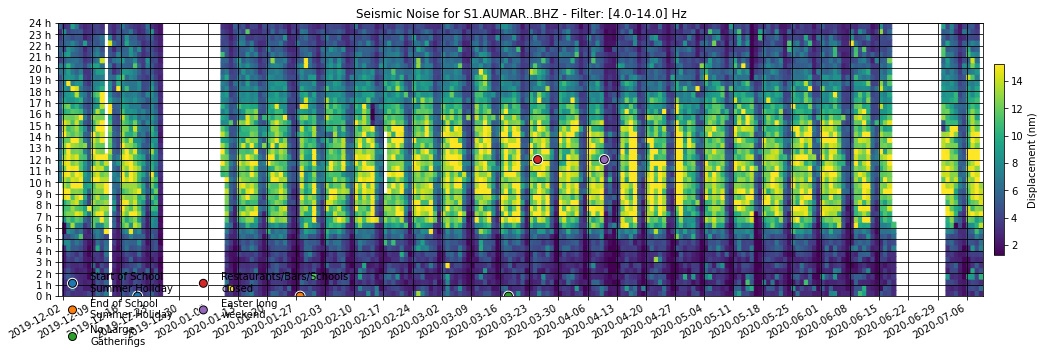 Seismic Noise for S1.AUMAR..BHZ - Filter: [4.0-14.0] Hz
24 h
23 h
22 h
21 h
20 h
19 h
18 h
17 h
16 h
15 h
14 h
13 h
12 h
11 h
10 h
9 h
8 h
7 h
6 h
5 h
4 h
3 h
2 h
1 h
0 h
14
12
10
8
6
4
2
Displacement (nm)
Start of School
Summer Holiday
End of School
Summer Holiday
No Large
Gatherings
Restaurants/Bars/Schools
closed
Easter long
weekend
2019-12-02
2020-01-27
2020-02-03
2020-02-10
2020-02-17
2020-02-24
2020-03-02
2020-03-09
2020-03-16
2020-03-23
2020-03-30
2020-04-06
2020-04-13
2020-04-20
2020-04-27
2020-05-04
2020-05-11
2020-05-18
2020-05-25
2020-06-01
2020-06-08
2020-06-15
2020-06-22
2020-06-29
2020-07-06